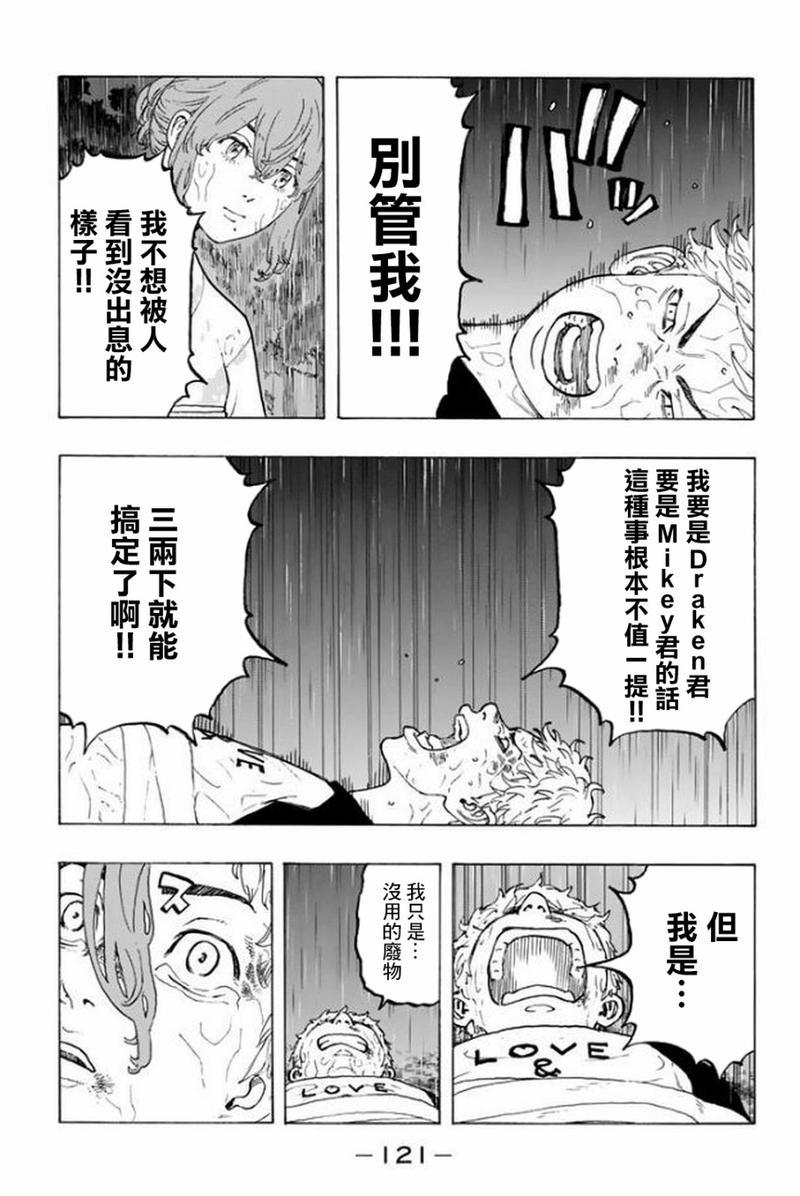 別管我!!!
我不想被人
看到沒出息的
樣子!!
我要是Draken君
要是Mikey君的話
這種事根本不值一提!!
三兩下就能
搞定了啊!!
VE
但
我是…
LOVE
&
我只是…
沒用的廢物
LOVE
-121-